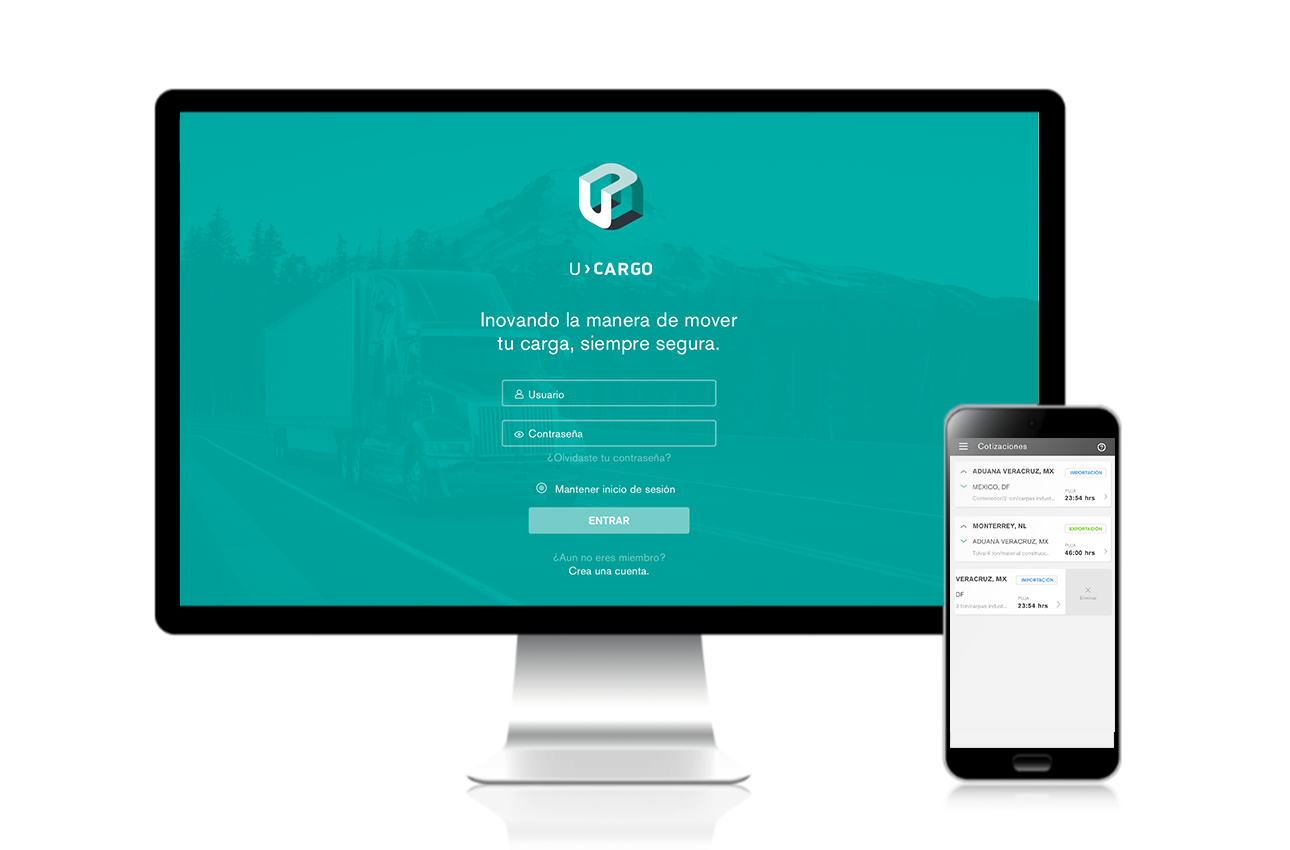 U>CARGO
Inovando la manera de mover
tu carga, siempre segura.
Usuario
Contraseña
¿Olvidaste tu contraseña?
Mantener inicio de sesión
ENTRAR
¿Aun no eres miembro?
Crea una cuenta.
Cotizaciones
ADUANA VERACRUZ, MX
IMPORTACIÓN
MÉXICO, DF
PUJA
Contenedor/2 ton/carpas indust...
23:54 hrs
MONTERREY, NL
EXPORTACIÓN
ADUANA VERACRUZ, MX
PUJA
Tolva/4 ton/material construcc...
46:00 hrs
VERACRUZ, MX
IMPORTACIÓN
DF
PUJA
2 ton/carpas indust...
23:54 hrs
Eliminar